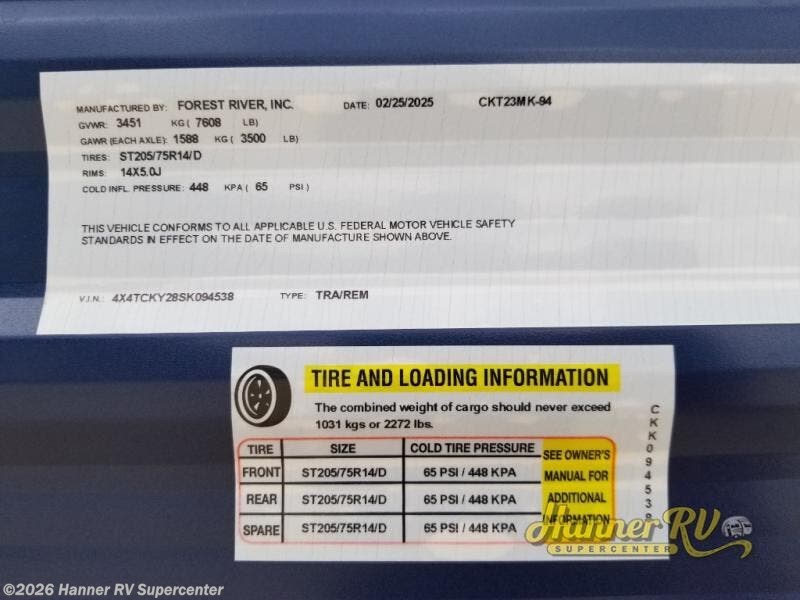 MANUFACTURED BY: FOREST RIVER, INC. DATE: 02/25/2025 CKT23MK-94
GVWR: 3451 KG ( 7608 LB)
GAWR (EACH AXLE): 1588 KG ( 3500 LB)
TIRES: ST205/75R14/D
RIMS: 14X5.0J
COLD INFL. PRESSURE: 448 KPA ( 65 PSI )
THIS VEHICLE CONFORMS TO ALL APPLICABLE U.S. FEDERAL MOTOR VEHICLE SAFETY
STANDARDS IN EFFECT ON THE DATE OF MANUFACTURE SHOWN ABOVE.
V.I.N.: 4X4TCKY28SK094538 TYPE: TRA/REM
TIRE AND LOADING INFORMATION
The combined weight of cargo should never exceed
1031 kgs or 2272 lbs.
TIRE SIZE COLD TIRE PRESSURE
FRONT ST205/75R14/D 65 PSI / 448 KPA
REAR ST205/75R14/D 65 PSI / 448 KPA
SPARE ST205/75R14/D 65 PSI / 448 KPA
SEE OWNER'S
MANUAL FOR
ADDITIONAL
INFORMATION
CKK094538
Hanner RV
SUPERCENTER
©2026 Hanner RV Supercenter